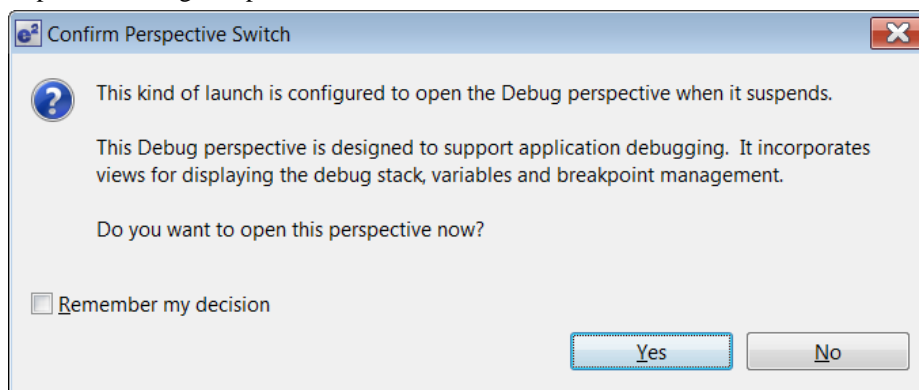 e² Confirm Perspective Switch
This kind of launch is configured to open the Debug perspective when it suspends.
This Debug perspective is designed to support application debugging.  It incorporates
views for displaying the debug stack, variables and breakpoint management.
Do you want to open this perspective now?
Remember my decision
Yes No